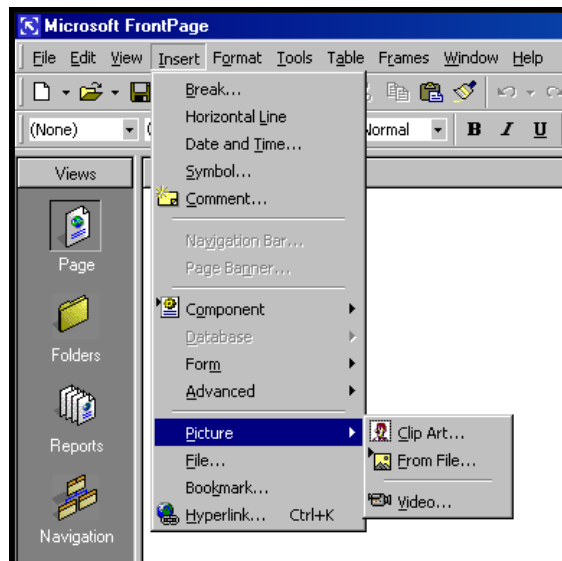 Microsoft FrontPage
File Edit View Insert Format Tools Table Frames Window Help
(None) Normal B I U
Views
Page
Folders
Reports
Navigation
Break...
Horizontal Line
Date and Time...
Symbol...
Comment...
Navigation Bar...
Page Banner...
Component
Database
Form
Advanced
Picture
File...
Bookmark...
Hyperlink... Ctrl+K
Clip Art...
From File...
Video...